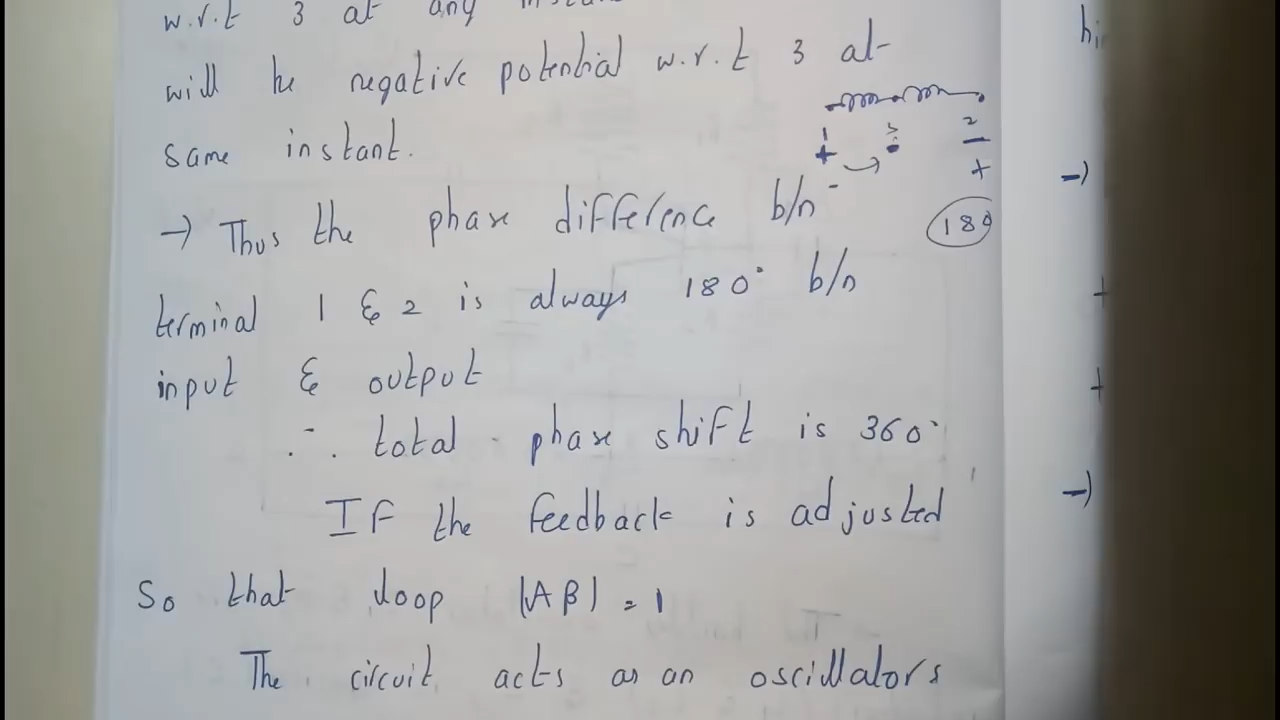 w.r.t 3 at any
will be negative potential w.r.t 3 at
same instant.
1 3 2
+ -
+
-
180
→ Thus the phase difference b/n
terminal 1 & 2 is always 180° b/n
input & output
∴ total phase shift is 360°
If the feedback is adjusted
So that loop |Aβ| = 1
The circuit acts as an oscillators